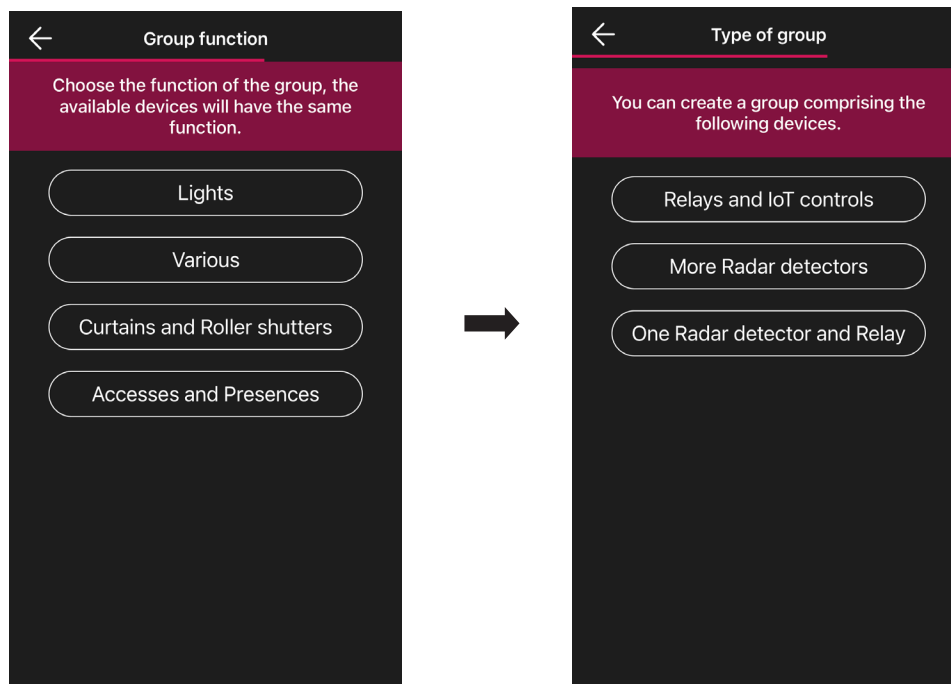 Group function
Choose the function of the group, the
available devices will have the same
function.
Lights
Various
Curtains and Roller shutters
Accesses and Presences
Type of group
You can create a group comprising the
following devices.
Relays and IoT controls
More Radar detectors
One Radar detector and Relay